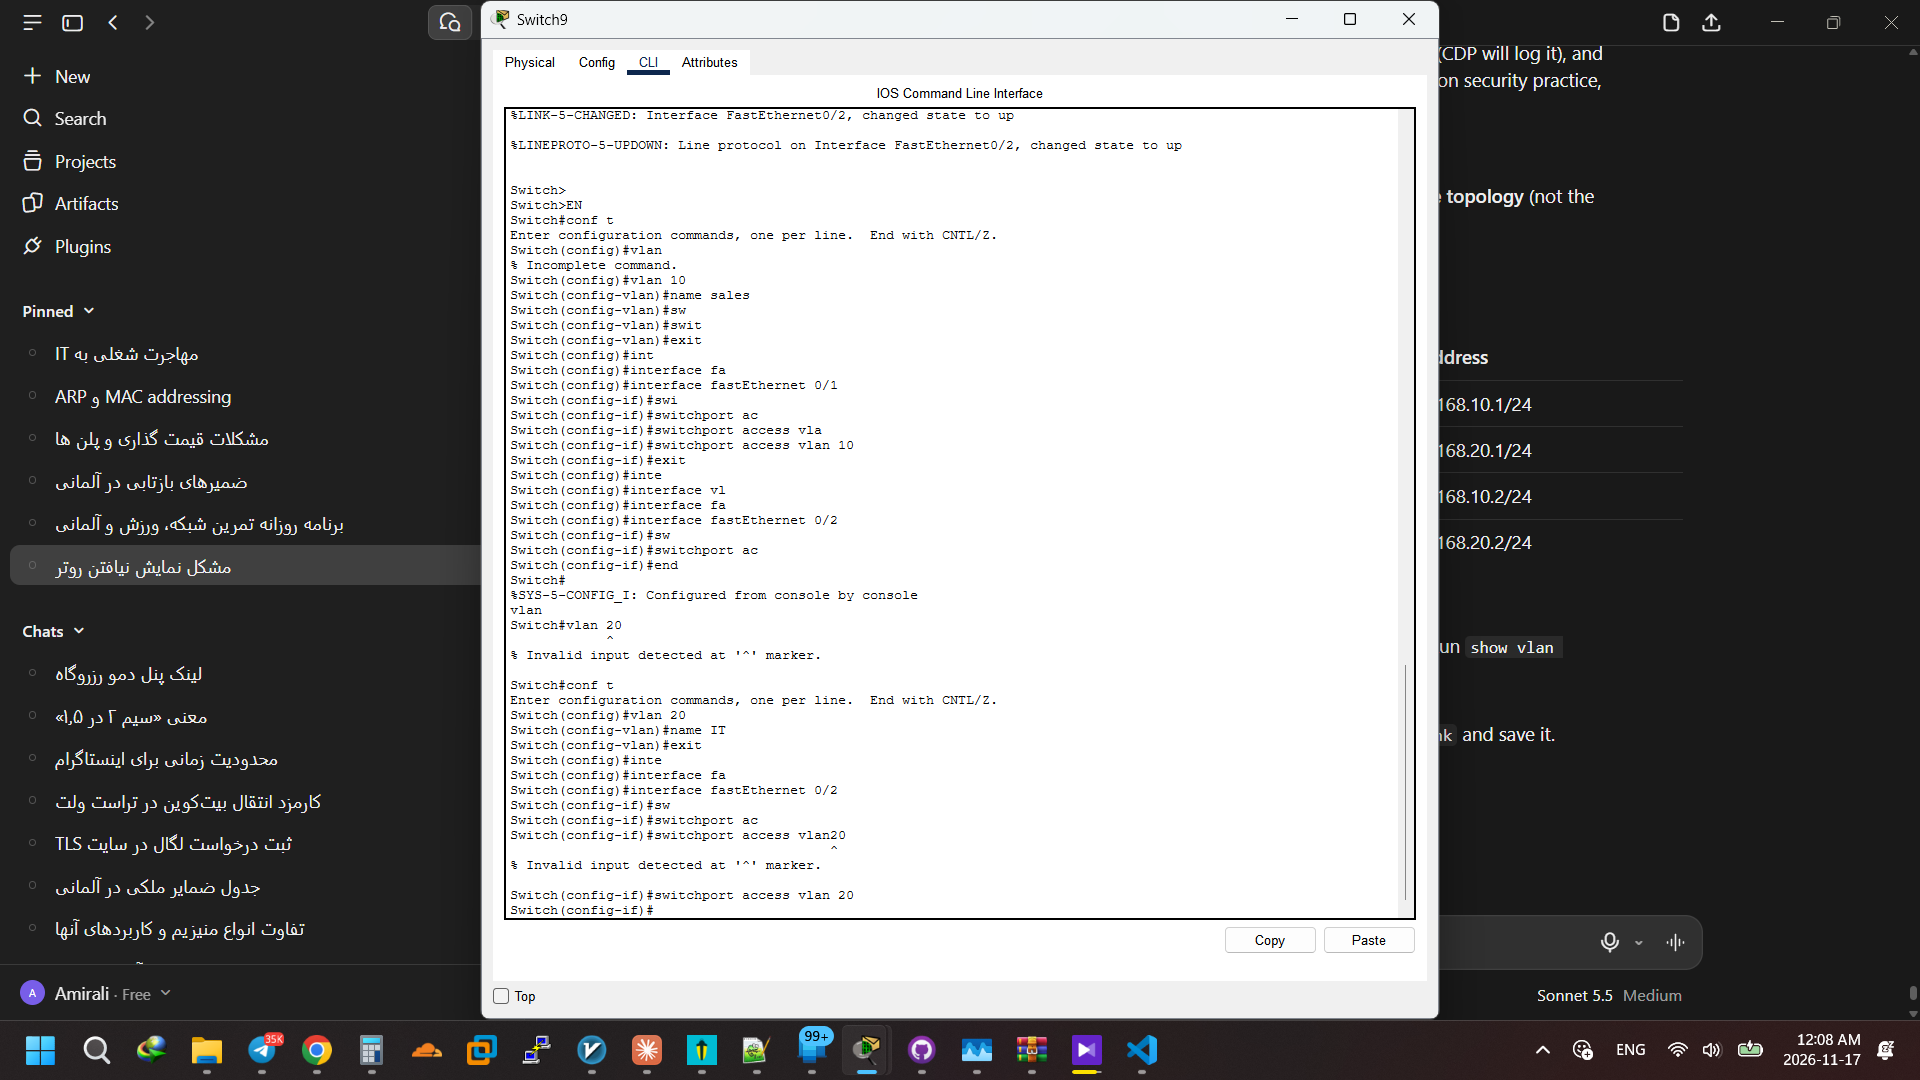 New
Search
Projects
Artifacts
Plugins
Pinned
مهاجرت شغلی به IT
ARP و MAC addressing
مشکلات قیمت گذاری و پلن ها
ضمیرهای بازتابی در آلمانی
برنامه روزانه تمرین شبکه، ورزش و آلمانی
مشکل نمایش نیافتن روتر
Chats
لینک پنل دمو رزروگاه
معنی «سیم ۲ در ۱٫۵»
محدودیت زمانی برای اینستاگرام
کارمزد انتقال بیت‌کوین در تراست ولت
ثبت درخواست لگال در سایت TLS
جدول ضمایر ملکی در آلمانی
تفاوت انواع منیزیم و کاربردهای آنها
A
Amirali · Free
Switch9
Physical Config CLI Attributes
IOS Command Line Interface
%LINK-5-CHANGED: Interface FastEthernet0/2, changed state to up
%LINEPROTO-5-UPDOWN: Line protocol on Interface FastEthernet0/2, changed state to up
Switch>
Switch>EN
Switch#conf t
Enter configuration commands, one per line.  End with CNTL/Z.
Switch(config)#vlan
% Incomplete command.
Switch(config)#vlan 10
Switch(config-vlan)#name sales
Switch(config-vlan)#sw
Switch(config-vlan)#swit
Switch(config-vlan)#exit
Switch(config)#int
Switch(config)#interface fa
Switch(config)#interface fastEthernet 0/1
Switch(config-if)#swi
Switch(config-if)#switchport ac
Switch(config-if)#switchport access vla
Switch(config-if)#switchport access vlan 10
Switch(config-if)#exit
Switch(config)#inte
Switch(config)#interface vl
Switch(config)#interface fa
Switch(config)#interface fastEthernet 0/2
Switch(config-if)#sw
Switch(config-if)#switchport ac
Switch(config-if)#end
Switch#
%SYS-5-CONFIG_I: Configured from console by console
vlan
Switch#vlan 20
^
% Invalid input detected at '^' marker.
Switch#conf t
Enter configuration commands, one per line.  End with CNTL/Z.
Switch(config)#vlan 20
Switch(config-vlan)#name IT
Switch(config-vlan)#exit
Switch(config)#inte
Switch(config)#interface fa
Switch(config)#interface fastEthernet 0/2
Switch(config-if)#sw
Switch(config-if)#switchport ac
Switch(config-if)#switchport access vlan20
^
% Invalid input detected at '^' marker.
Switch(config-if)#switchport access vlan 20
Switch(config-if)#
Copy Paste
Top
(CDP will log it), and
on security practice,
topology (not the
ddress
168.10.1/24
168.20.1/24
168.10.2/24
168.20.2/24
un show vlan
nk and save it.
Sonnet 5.5 Medium
35K
99+
ENG
12:08 AM
2026-11-17